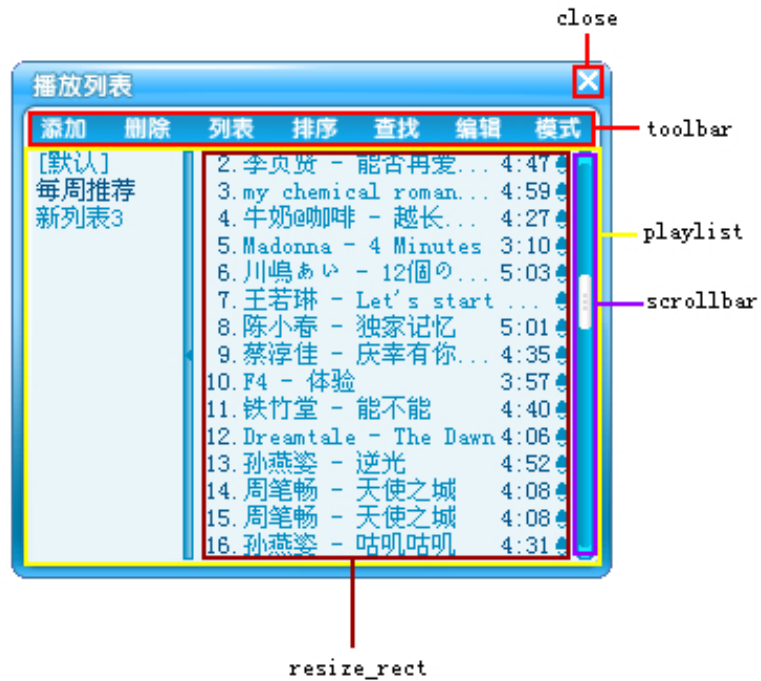 close
播放列表
添加 删除 列表 排序 查找 编辑 模式
toolbar
[默认]
每周推荐
新列表3
2. 李贞贤 - 能否再爱... 4:47
3. my chemical roman... 4:59
4. 牛奶@咖啡 - 越长... 4:27
5. Madonna - 4 Minutes 3:10
6. 川嶋あい - 12個の... 5:03
7. 王若琳 - Let's start ...
8. 陈小春 - 独家记忆 5:01
9. 蔡淳佳 - 庆幸有你... 4:35
10. F4 - 体验 3:57
11. 铁竹堂 - 能不能 4:40
12. Dreamtale - The Dawn 4:06
13. 孙燕姿 - 逆光 4:52
14. 周笔畅 - 天使之城 4:08
15. 周笔畅 - 天使之城 4:08
16. 孙燕姿 - 咕叽咕叽 4:31
playlist
scrollbar
resize_rect